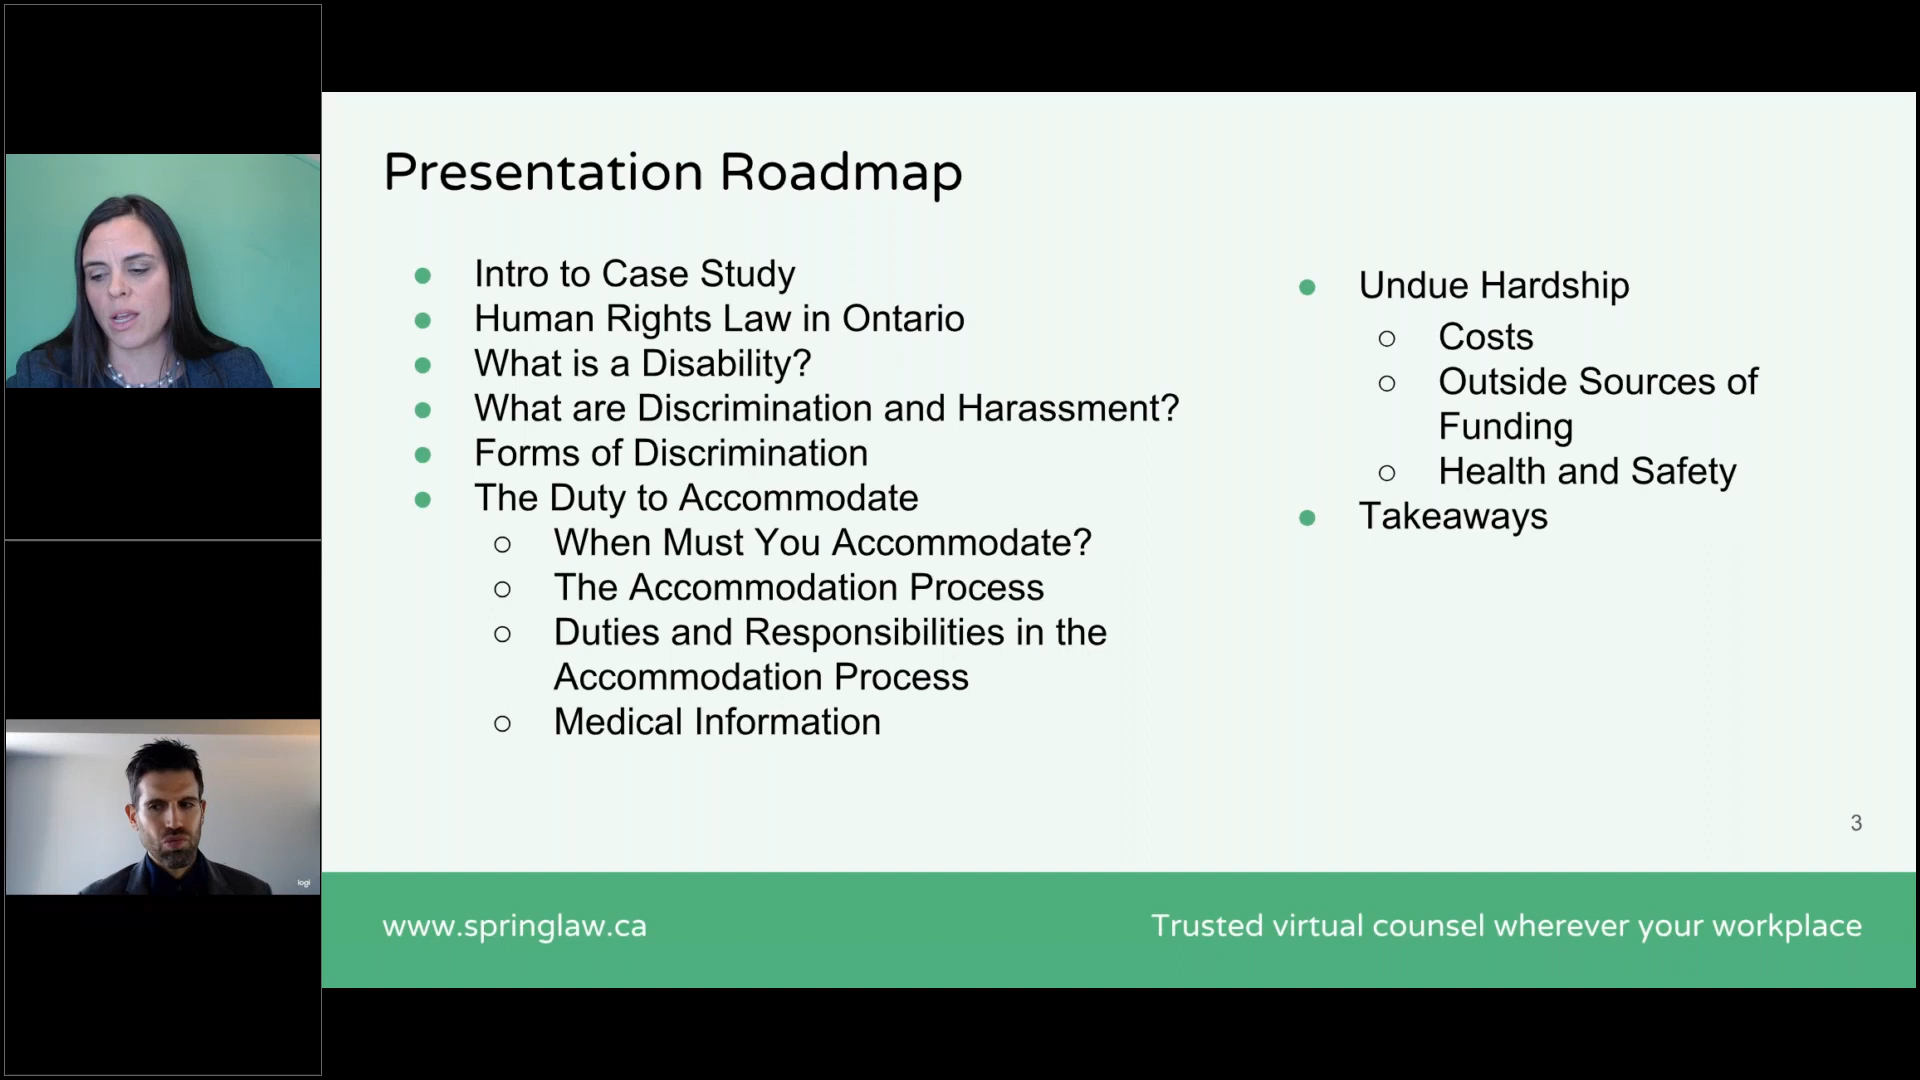 Presentation Roadmap
● Intro to Case Study
● Human Rights Law in Ontario
● What is a Disability?
● What are Discrimination and Harassment?
● Forms of Discrimination
● The Duty to Accommodate
○ When Must You Accommodate?
○ The Accommodation Process
○ Duties and Responsibilities in the
Accommodation Process
○ Medical Information
● Undue Hardship
○ Costs
○ Outside Sources of
Funding
○ Health and Safety
● Takeaways
3
www.springlaw.ca
Trusted virtual counsel wherever your workplace
logi